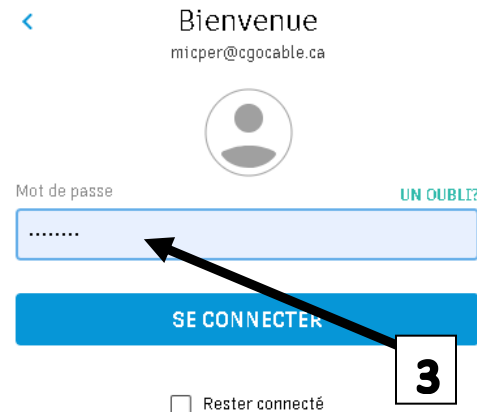 Bienvenue
micper@cgocable.ca
Mot de passe
UN OUBLI?
........
SE CONNECTER
3
Rester connecté